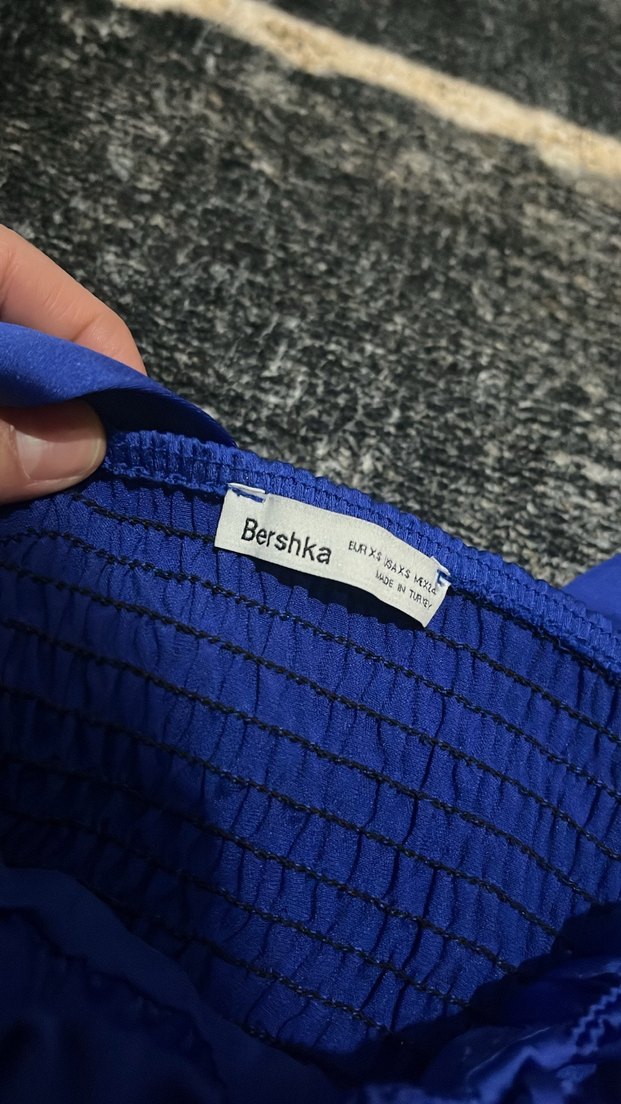 Bershka
EUR XS USA XS MEX 24
MADE IN TURKEY